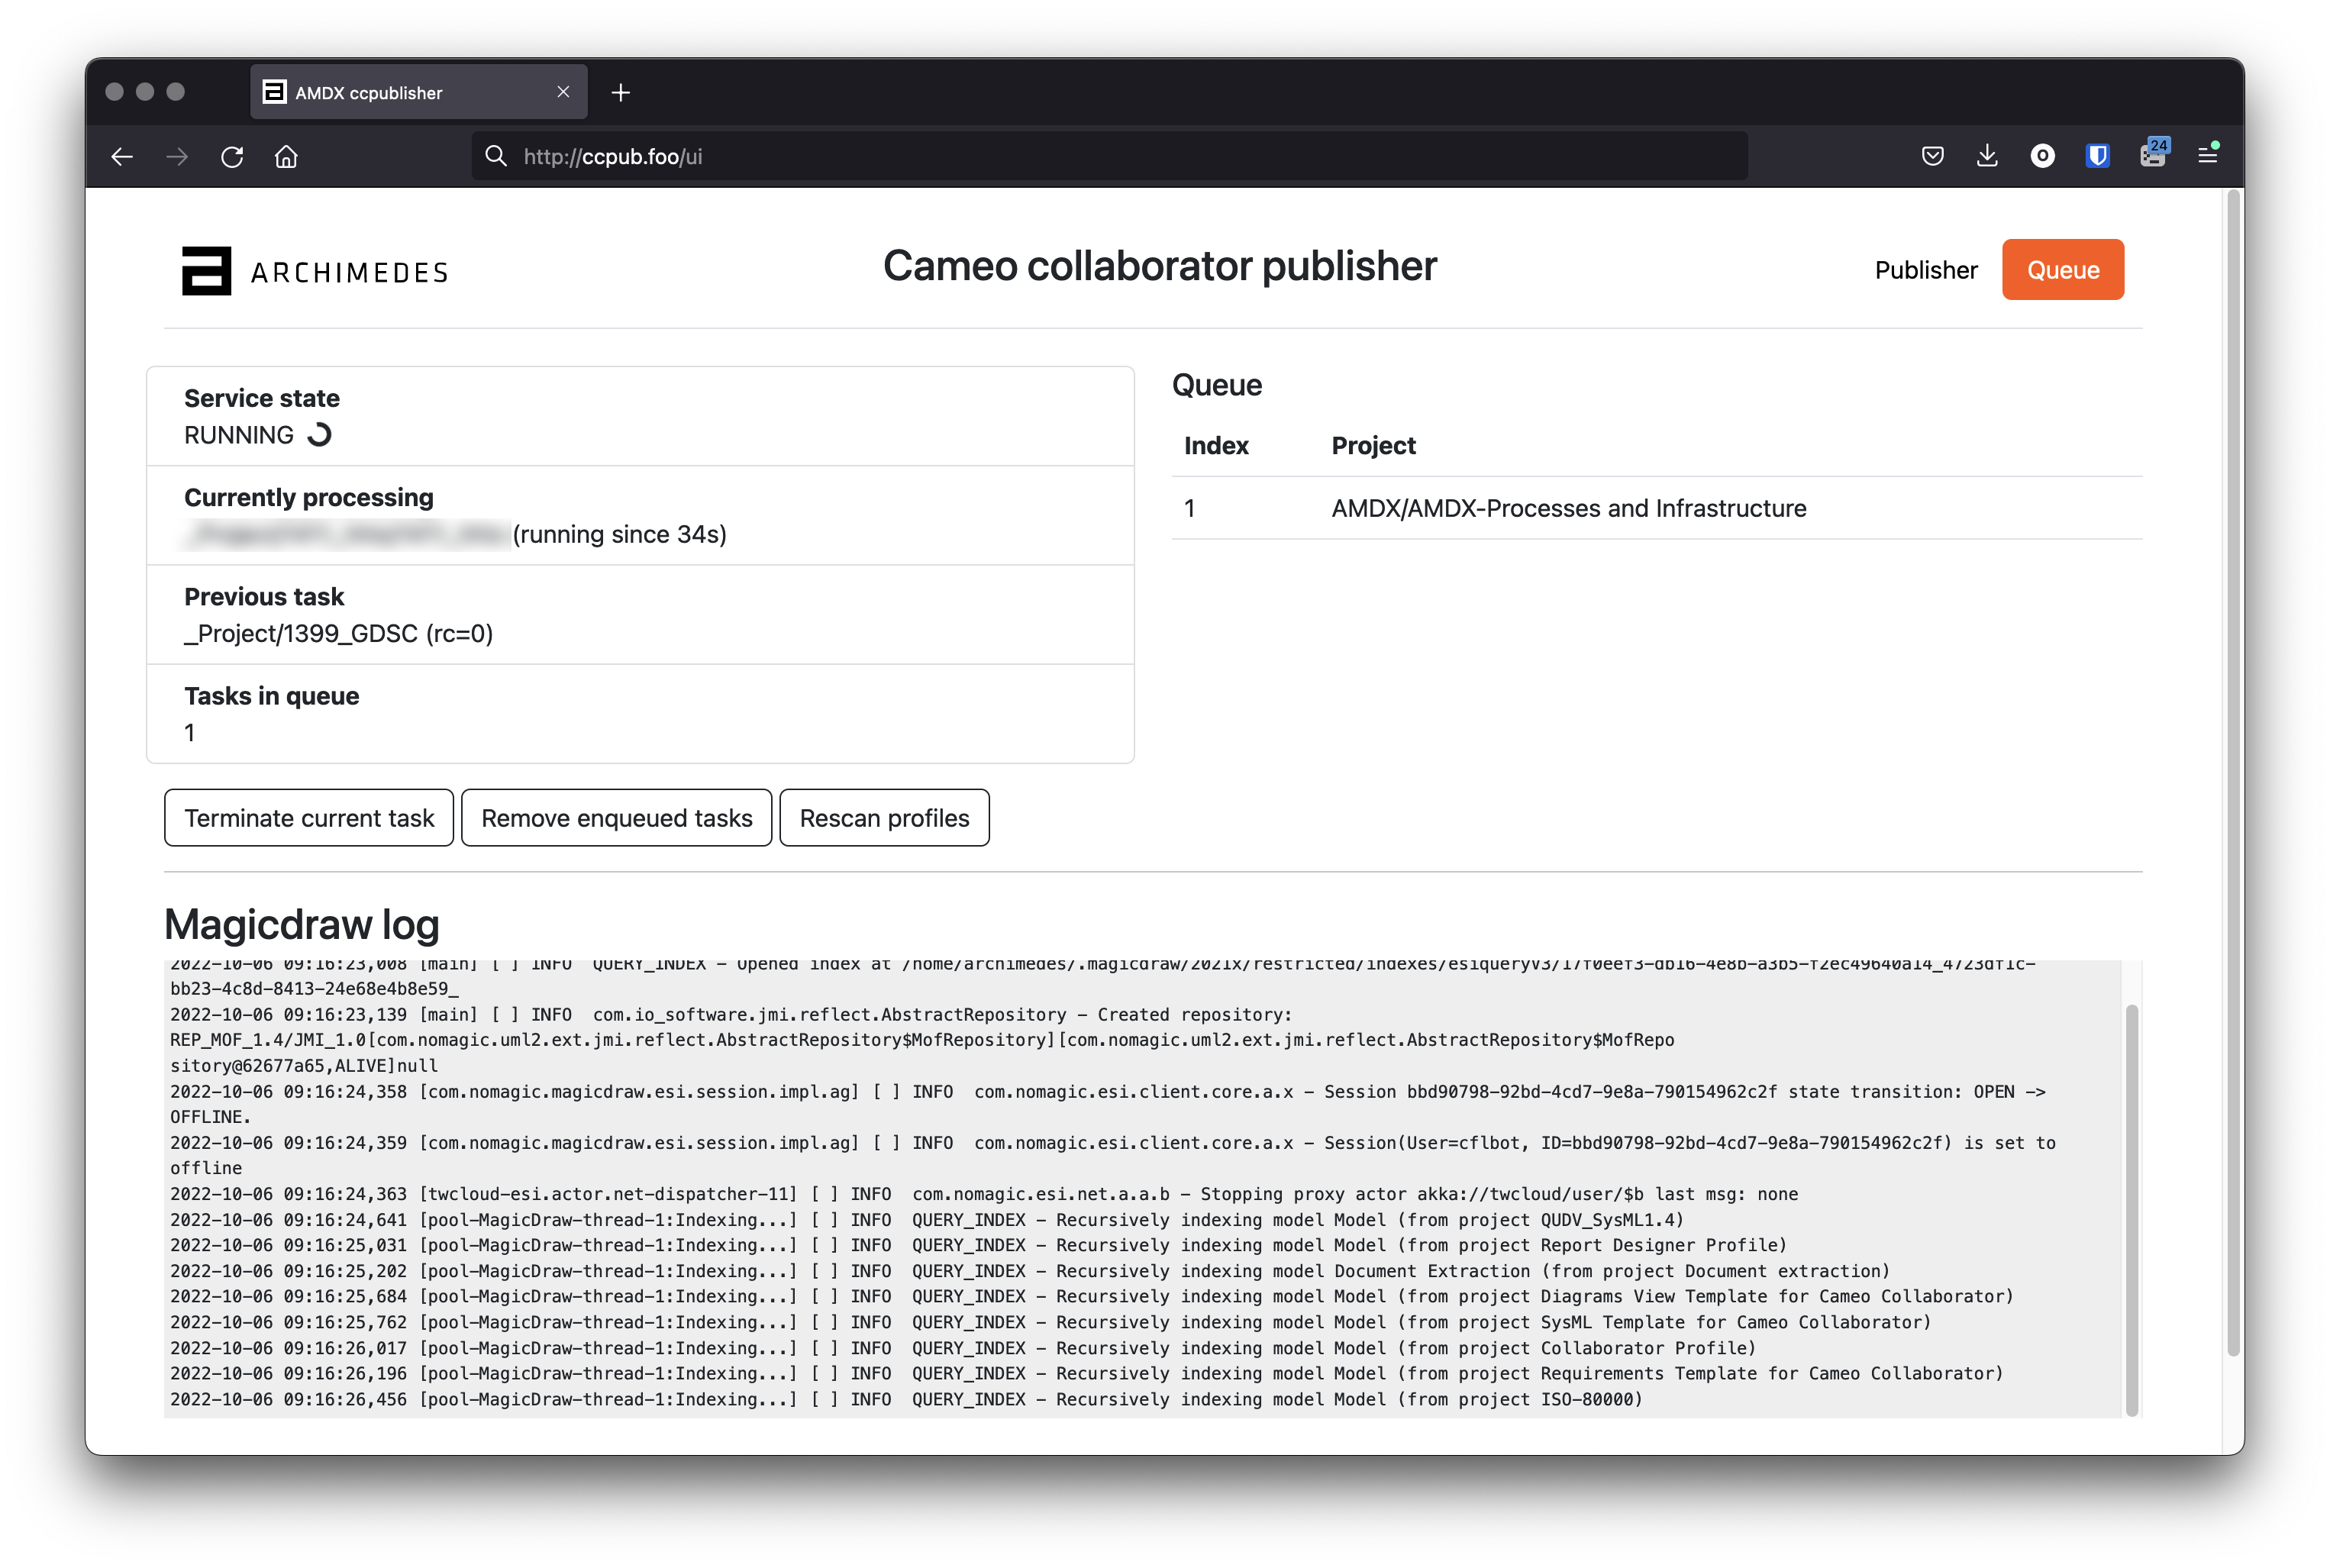 AMDX ccpublisher
http://ccpub.foo/ui
24
ARCHIMEDES
Cameo collaborator publisher
Publisher
Queue
Service state
RUNNING
Currently processing
(running since 34s)
Previous task
_Project/1399_GDSC (rc=0)
Tasks in queue
1
Queue
Index Project
1 AMDX/AMDX-Processes and Infrastructure
Terminate current task
Remove enqueued tasks
Rescan profiles
Magicdraw log
2022-10-06 09:16:23,008 [main] [ ] INFO  QUERY_INDEX – Opened index at /home/archimedes/.magicdraw/2021x/restricted/indexes/esiqueryV3/17f0eef3-db16-4e8b-a3b5-f2ec49640a14_4723df1c-
bb23-4c8d-8413-24e68e4b8e59_
2022-10-06 09:16:23,139 [main] [ ] INFO  com.io_software.jmi.reflect.AbstractRepository – Created repository:
REP_MOF_1.4/JMI_1.0[com.nomagic.uml2.ext.jmi.reflect.AbstractRepository$MofRepository][com.nomagic.uml2.ext.jmi.reflect.AbstractRepository$MofRepo
sitory@62677a65,ALIVE]null
2022-10-06 09:16:24,358 [com.nomagic.magicdraw.esi.session.impl.ag] [ ] INFO  com.nomagic.esi.client.core.a.x – Session bbd90798-92bd-4cd7-9e8a-790154962c2f state transition: OPEN ->
OFFLINE.
2022-10-06 09:16:24,359 [com.nomagic.magicdraw.esi.session.impl.ag] [ ] INFO  com.nomagic.esi.client.core.a.x – Session(User=cflbot, ID=bbd90798-92bd-4cd7-9e8a-790154962c2f) is set to
offline
2022-10-06 09:16:24,363 [twcloud-esi.actor.net-dispatcher-11] [ ] INFO  com.nomagic.esi.net.a.a.b – Stopping proxy actor akka://twcloud/user/$b last msg: none
2022-10-06 09:16:24,641 [pool-MagicDraw-thread-1:Indexing...] [ ] INFO  QUERY_INDEX – Recursively indexing model Model (from project QUDV_SysML1.4)
2022-10-06 09:16:25,031 [pool-MagicDraw-thread-1:Indexing...] [ ] INFO  QUERY_INDEX – Recursively indexing model Model (from project Report Designer Profile)
2022-10-06 09:16:25,202 [pool-MagicDraw-thread-1:Indexing...] [ ] INFO  QUERY_INDEX – Recursively indexing model Document Extraction (from project Document extraction)
2022-10-06 09:16:25,684 [pool-MagicDraw-thread-1:Indexing...] [ ] INFO  QUERY_INDEX – Recursively indexing model Model (from project Diagrams View Template for Cameo Collaborator)
2022-10-06 09:16:25,762 [pool-MagicDraw-thread-1:Indexing...] [ ] INFO  QUERY_INDEX – Recursively indexing model Model (from project SysML Template for Cameo Collaborator)
2022-10-06 09:16:26,017 [pool-MagicDraw-thread-1:Indexing...] [ ] INFO  QUERY_INDEX – Recursively indexing model Model (from project Collaborator Profile)
2022-10-06 09:16:26,196 [pool-MagicDraw-thread-1:Indexing...] [ ] INFO  QUERY_INDEX – Recursively indexing model Model (from project Requirements Template for Cameo Collaborator)
2022-10-06 09:16:26,456 [pool-MagicDraw-thread-1:Indexing...] [ ] INFO  QUERY_INDEX – Recursively indexing model Model (from project ISO-80000)